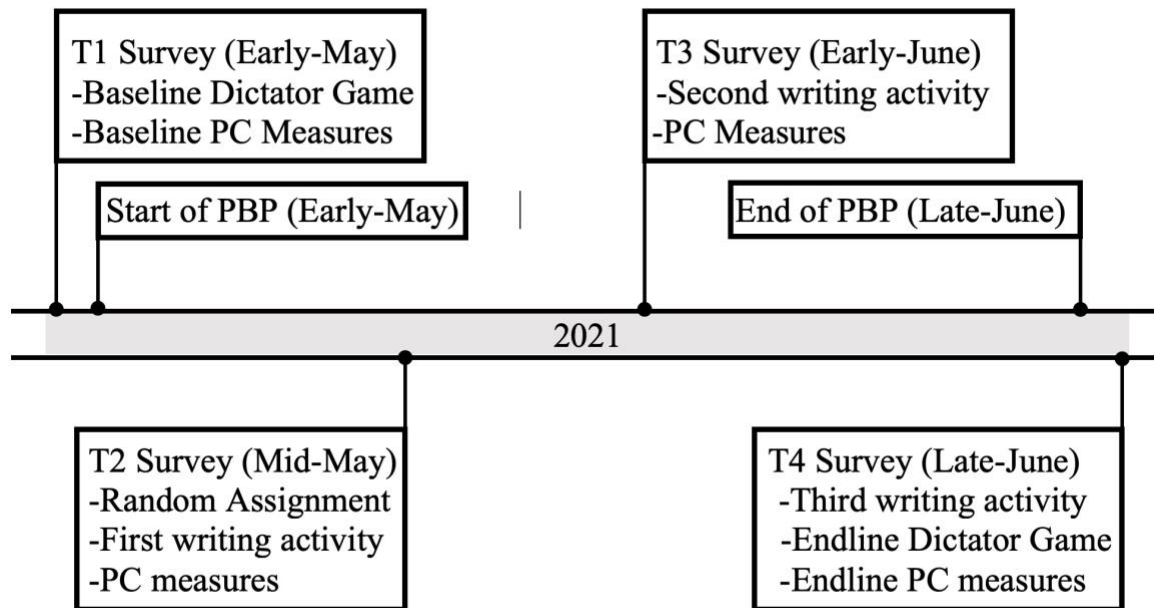 T1 Survey (Early-May)
-Baseline Dictator Game
-Baseline PC Measures
T3 Survey (Early-June)
-Second writing activity
-PC Measures
Start of PBP (Early-May)
End of PBP (Late-June)
2021
T2 Survey (Mid-May)
-Random Assignment
-First writing activity
-PC measures
T4 Survey (Late-June)
-Third writing activity
-Endline Dictator Game
-Endline PC measures